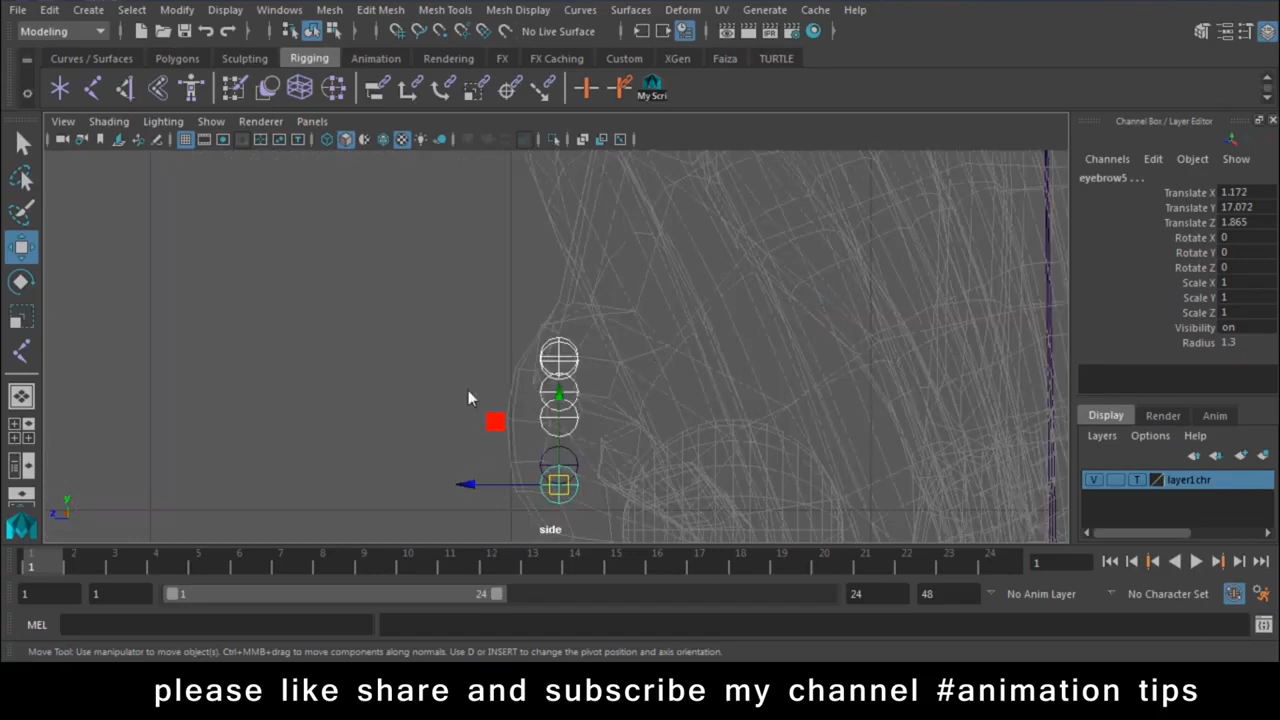 File Edit Create Select Modify Display Windows Mesh Edit Mesh Mesh Tools Mesh Display Curves Surfaces Deform UV Generate Cache Help
Modeling No Live Surface
Curves / Surfaces Polygons Sculpting Rigging Animation Rendering FX FX Caching Custom XGen Faiza TURTLE
My Scri
View Shading Lighting Show Renderer Panels
Channel Box / Layer Editor
Channels Edit Object Show
eyebrow5 . . .
Translate X 1.172
Translate Y 17.072
Translate Z 1.865
Rotate X 0
Rotate Y 0
Rotate Z 0
Scale X 1
Scale Y 1
Scale Z 1
Visibility on
Radius 1.3
Display Render Anim
Layers Options Help
V T layer1chr
y
z
side
1 2 3 4 5 6 7 8 9 10 11 12 13 14 15 16 17 18 19 20 21 22 23 24
1 1
1 1 1 24 24 48 No Anim Layer No Character Set
MEL
Move Tool: Use manipulator to move object(s). Ctrl+MMB+drag to move components along normals. Use D or INSERT to change the pivot position and axis orientation.
please like share and subscribe my channel #animation tips